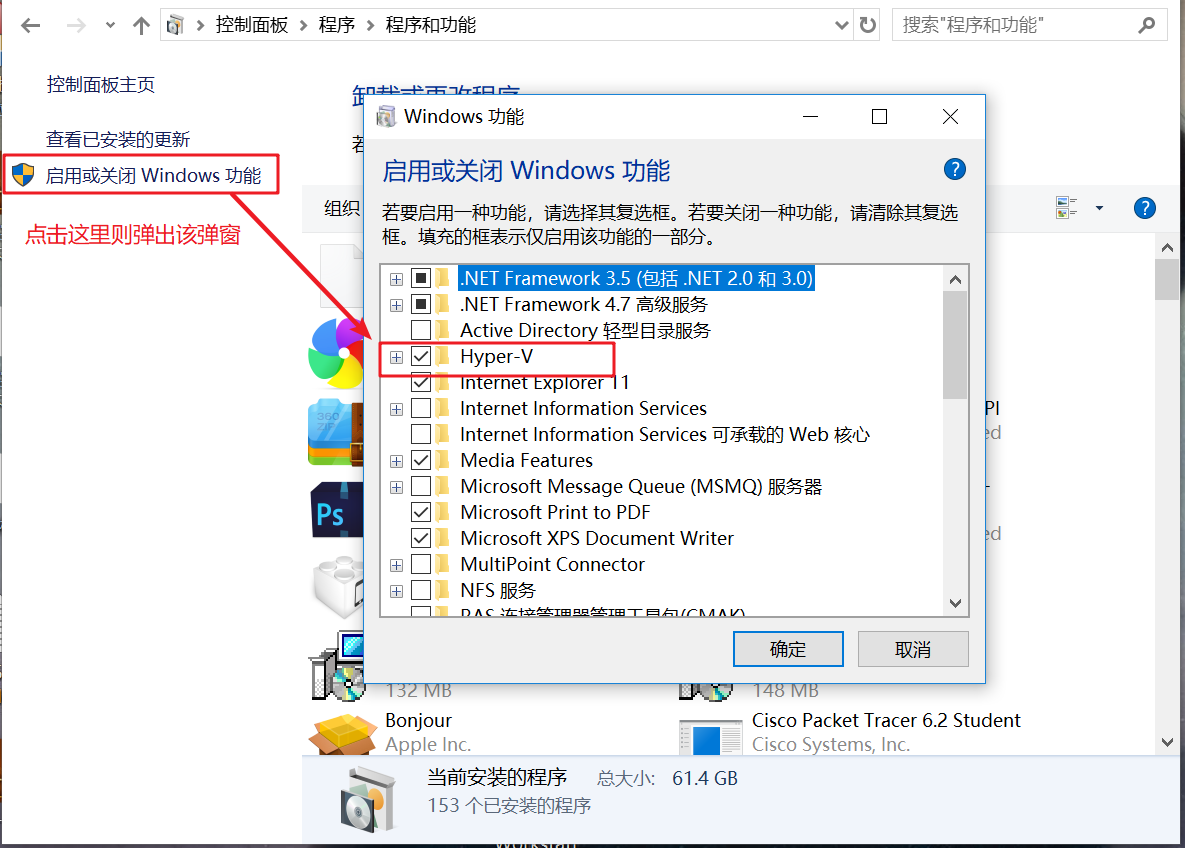 控制面板 程序 程序和功能
搜索"程序和功能"
控制面板主页
卸载或更改程序
查看已安装的更新
启用或关闭 Windows 功能
点击这里则弹出该弹窗
组织
Windows 功能
启用或关闭 Windows 功能
若要启用一种功能，请选择其复选框。若要关闭一种功能，请清除其复选
框。填充的框表示仅启用该功能的一部分。
.NET Framework 3.5 (包括 .NET 2.0 和 3.0)
.NET Framework 4.7 高级服务
Active Directory 轻型目录服务
Hyper-V
Internet Explorer 11
Internet Information Services
Internet Information Services 可承载的 Web 核心
Media Features
Microsoft Message Queue (MSMQ) 服务器
Microsoft Print to PDF
Microsoft XPS Document Writer
MultiPoint Connector
NFS 服务
RAS 连接管理器管理工具包(CMAK)
确定
取消
PI
ed
ed
360
ZIP
Ps
132 MB
148 MB
Bonjour
Apple Inc.
Cisco Packet Tracer 6.2 Student
Cisco Systems, Inc.
当前安装的程序 总大小: 61.4 GB
153 个已安装的程序